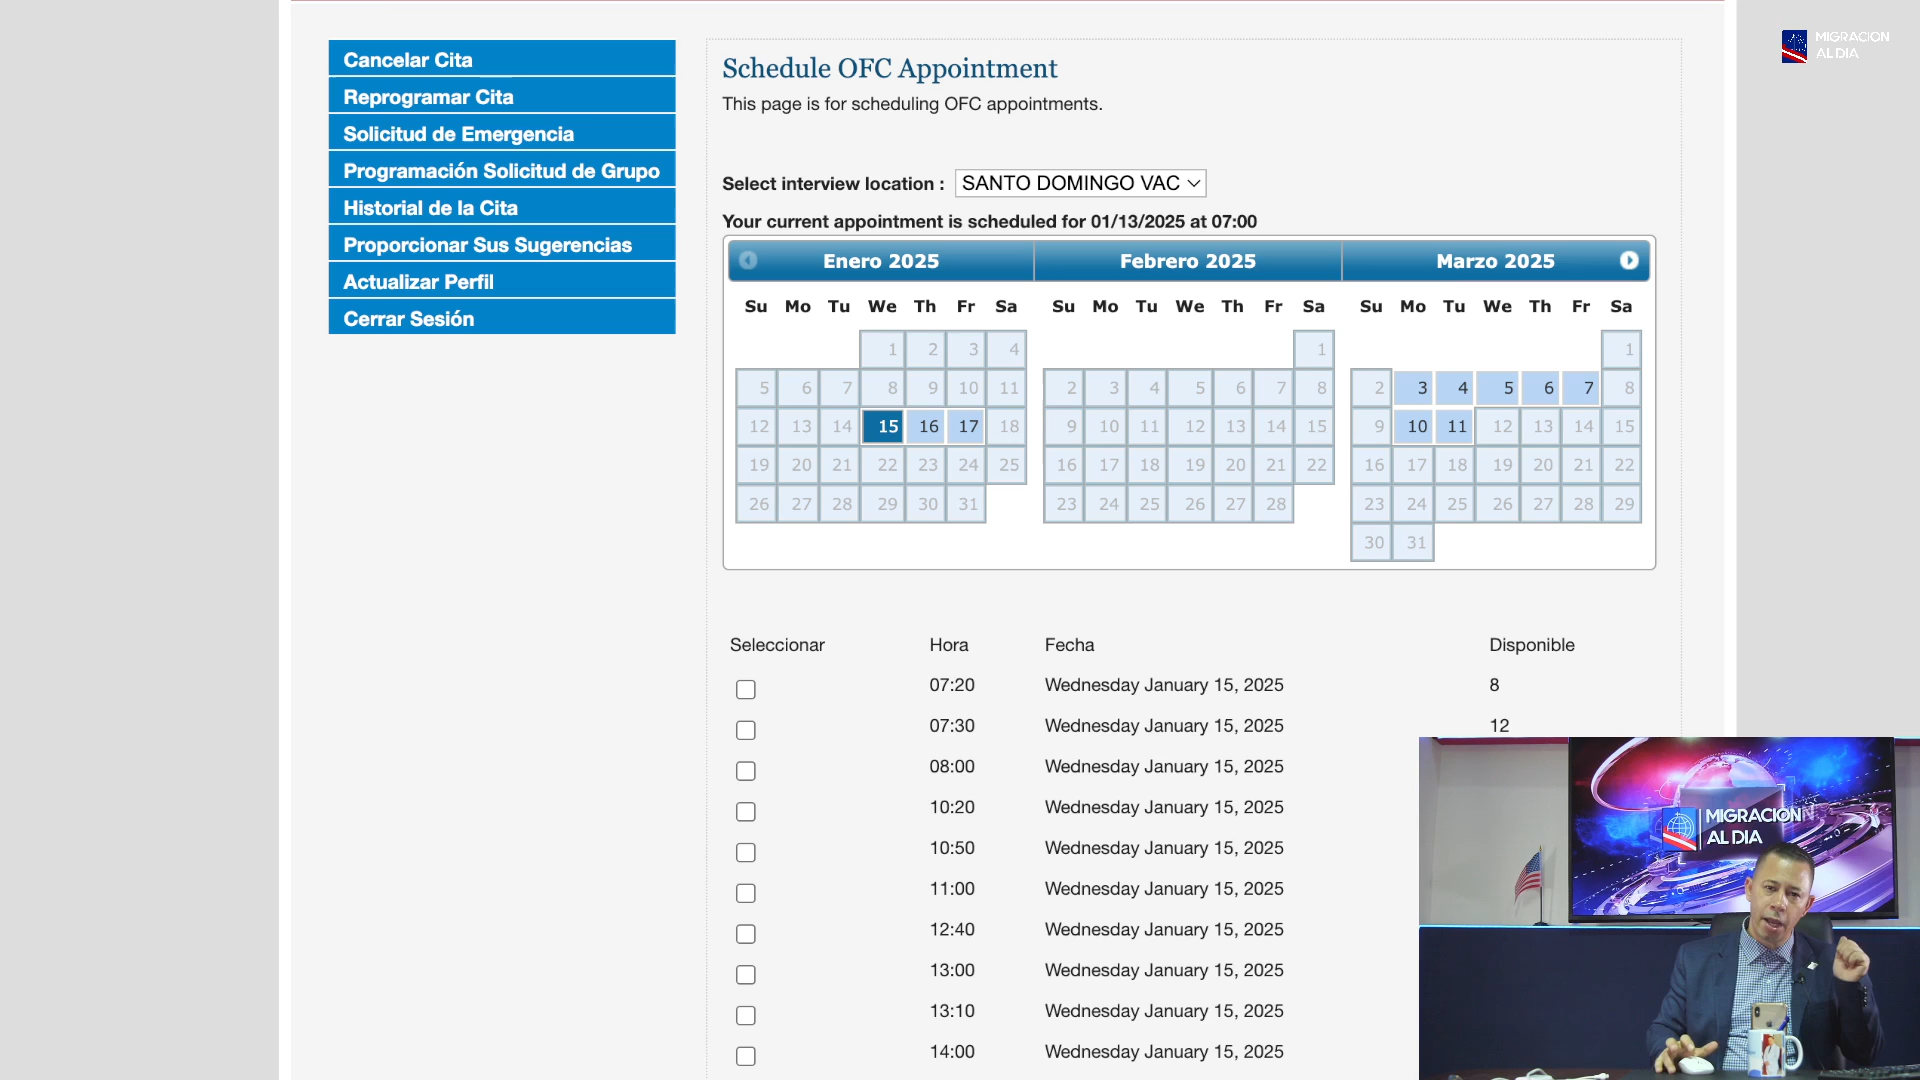 MIGRACION
AL DIA
Cancelar Cita
Reprogramar Cita
Solicitud de Emergencia
Programación Solicitud de Grupo
Historial de la Cita
Proporcionar Sus Sugerencias
Actualizar Perfil
Cerrar Sesión
Schedule OFC Appointment
This page is for scheduling OFC appointments.
Select interview location : SANTO DOMINGO VAC
Your current appointment is scheduled for 01/13/2025 at 07:00
Enero 2025 Febrero 2025 Marzo 2025
Su Mo Tu We Th Fr Sa Su Mo Tu We Th Fr Sa Su Mo Tu We Th Fr Sa
1 2 3 4 1 1
5 6 7 8 9 10 11 2 3 4 5 6 7 8 2 3 4 5 6 7 8
12 13 14 15 16 17 18 9 10 11 12 13 14 15 9 10 11 12 13 14 15
19 20 21 22 23 24 25 16 17 18 19 20 21 22 16 17 18 19 20 21 22
26 27 28 29 30 31 23 24 25 26 27 28 23 24 25 26 27 28 29
30 31
Seleccionar Hora Fecha Disponible
07:20 Wednesday January 15, 2025 8
07:30 Wednesday January 15, 2025 12
08:00 Wednesday January 15, 2025
10:20 Wednesday January 15, 2025
10:50 Wednesday January 15, 2025
11:00 Wednesday January 15, 2025
12:40 Wednesday January 15, 2025
13:00 Wednesday January 15, 2025
13:10 Wednesday January 15, 2025
14:00 Wednesday January 15, 2025
MIGRACION
AL DIA